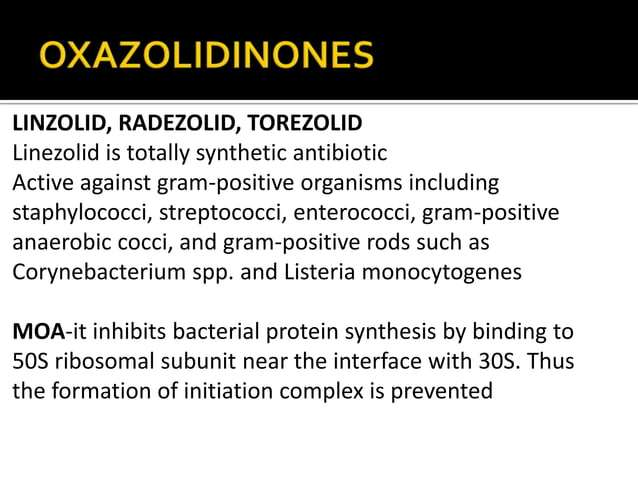 OXAZOLIDINONES
LINZOLID, RADEZOLID, TOREZOLID
Linezolid is totally synthetic antibiotic
Active against gram-positive organisms including
staphylococci, streptococci, enterococci, gram-positive
anaerobic cocci, and gram-positive rods such as
Corynebacterium spp. and Listeria monocytogenes
MOA-it inhibits bacterial protein synthesis by binding to
50S ribosomal subunit near the interface with 30S. Thus
the formation of initiation complex is prevented